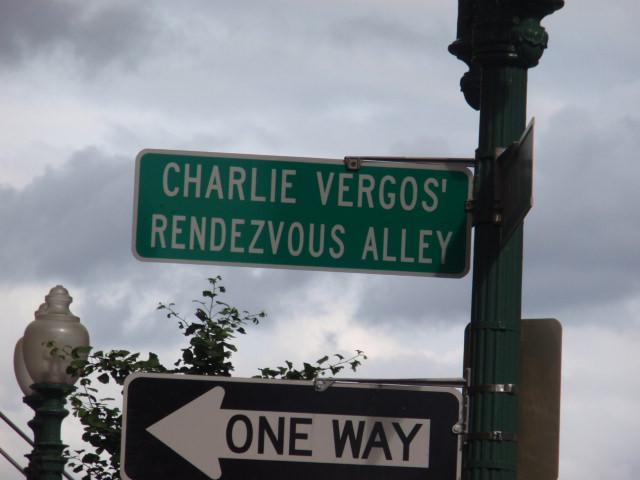 CHARLIE VERGOS'
RENDEZVOUS ALLEY
ONE WAY